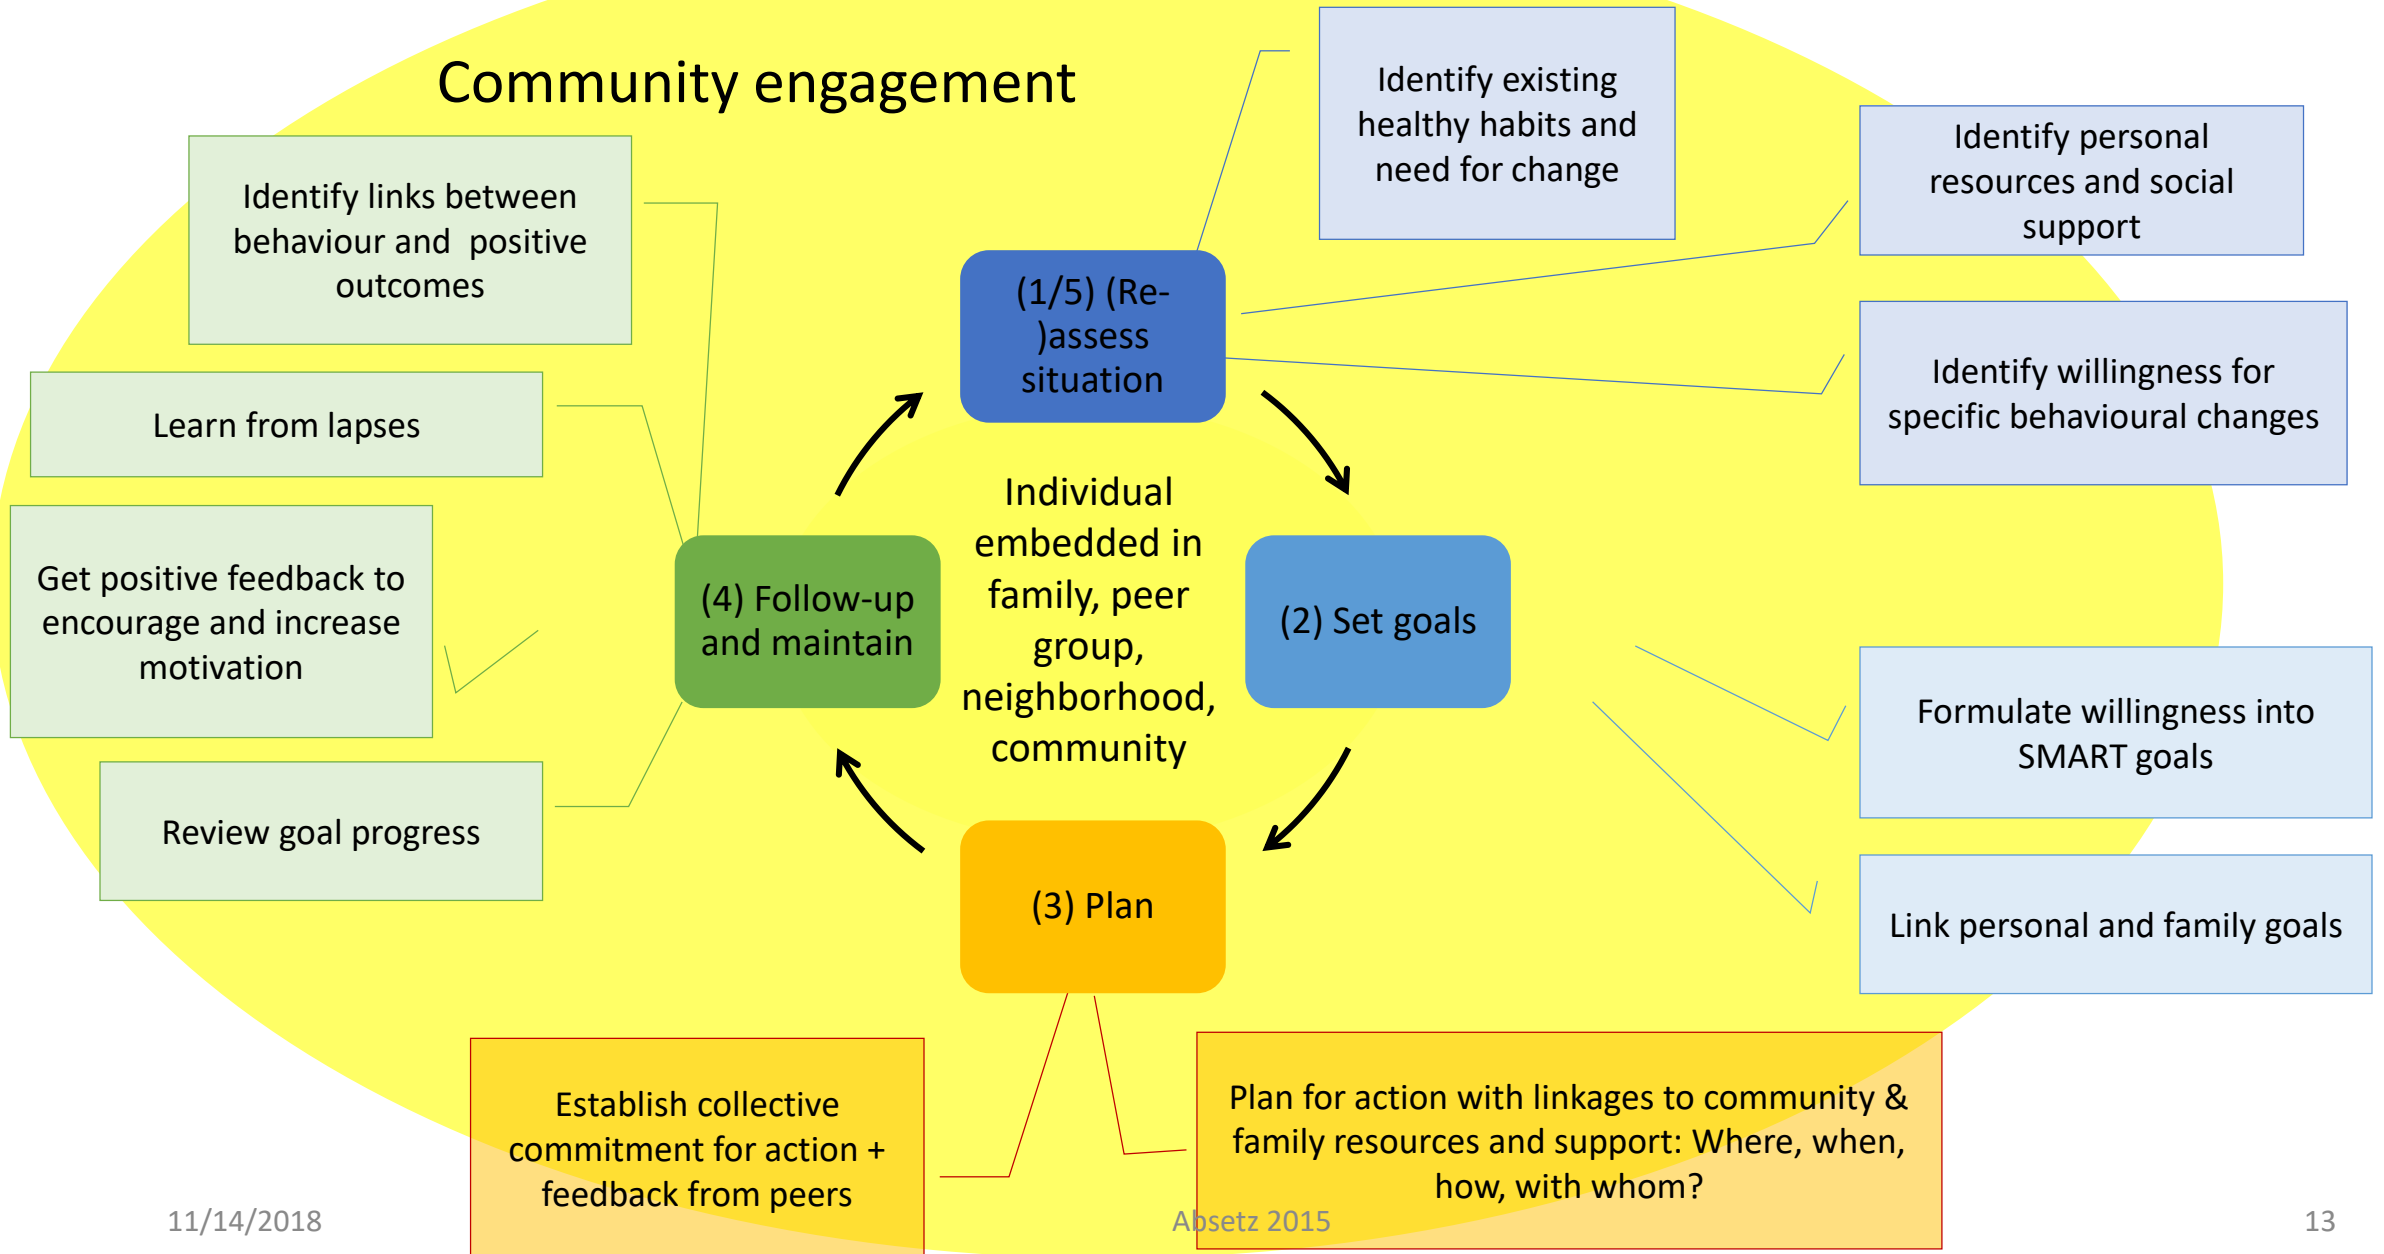 Community engagement
Identify existing
healthy habits and
need for change
Identify personal
resources and social
support
Identify willingness for
specific behavioural changes
Identify links between
behaviour and  positive
outcomes
Learn from lapses
Get positive feedback to
encourage and increase
motivation
Review goal progress
(1/5) (Re-
)assess
situation
(2) Set goals
(3) Plan
(4) Follow-up
and maintain
Individual
embedded in
family, peer
group,
neighborhood,
community
Formulate willingness into
SMART goals
Link personal and family goals
Establish collective
commitment for action +
feedback from peers
Plan for action with linkages to community &
family resources and support: Where, when,
how, with whom?
11/14/2018
Absetz 2015
13